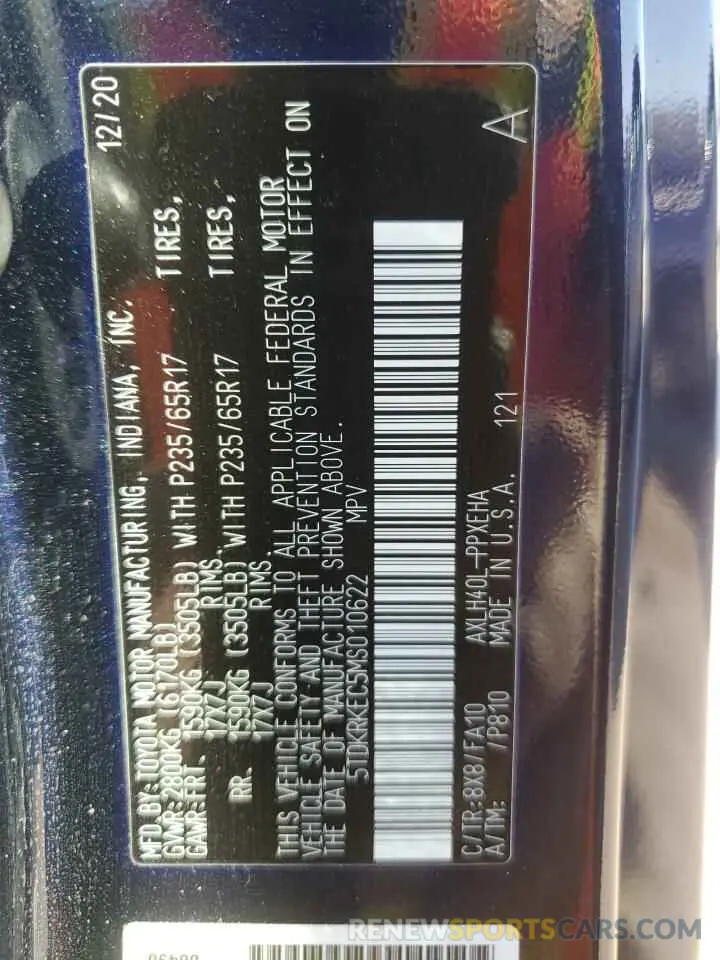 MFD.BY:TOYOTA MOTOR MANUFACTURING, INDIANA, INC. 12/20
GVWR:2800KG (6170LB)
GAWR:FRT. 1590KG (3505LB) WITH P235/65R17 TIRES,
17X7J RIMS
RR. 1590KG (3505LB) WITH P235/65R17 TIRES,
17X7J RIMS
THIS VEHICLE CONFORMS TO ALL APPLICABLE FEDERAL MOTOR
VEHICLE SAFETY AND THEFT PREVENTION STANDARDS IN EFFECT ON
THE DATE OF MANUFACTURE SHOWN ABOVE.
5TDKRKEC5MS010622 MPV
C/TR:8X8/FA10 AXLH40L-PPXEHA
A/TM: /P810 MADE IN U.S.A. 121 A
RENEWSPORTSCARS.COM